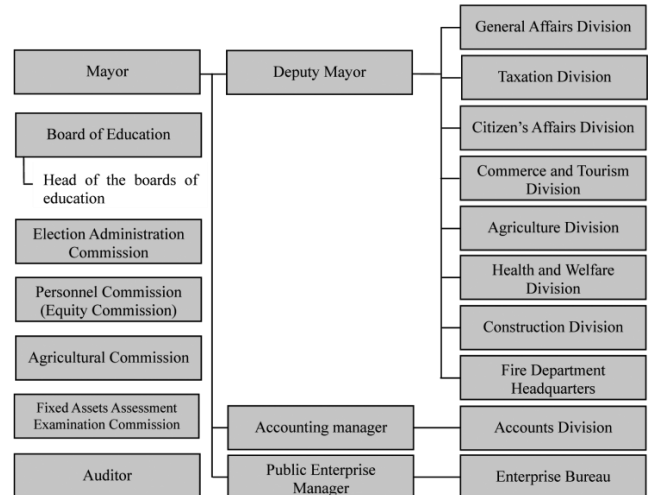 General Affairs Division
Mayor
Deputy Mayor
Taxation Division
Board of Education
Citizen's Affairs Division
Head of the boards of
education
Commerce and Tourism
Division
Election Administration
Commission
Agriculture Division
Personnel Commission
(Equity Commission)
Health and Welfare
Division
Agricultural Commission
Construction Division
Fire Department
Headquarters
Fixed Assets Assessment
Examination Commission
Accounting manager
Accounts Division
Auditor
Public Enterprise
Manager
Enterprise Bureau